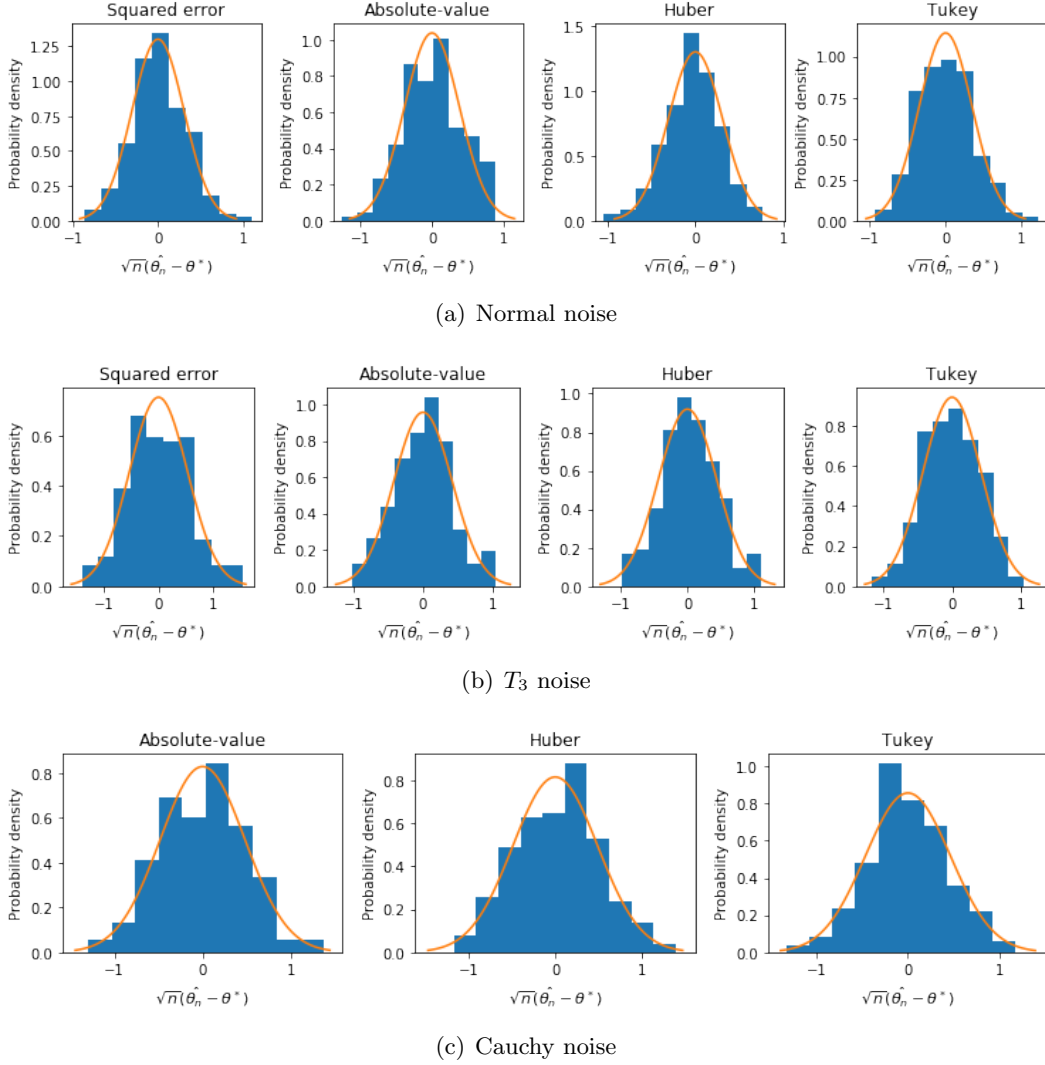 Squared error
Absolute-value
Huber
Tukey
Probability density
1.25
1.00
0.75
0.50
0.25
0.00
−1
0
1
√n(θ̂n − θ*)
Probability density
1.0
0.8
0.6
0.4
0.2
0.0
−1
0
1
√n(θ̂n − θ*)
Probability density
1.5
1.0
0.5
0.0
−1
0
1
√n(θ̂n − θ*)
Probability density
1.00
0.75
0.50
0.25
0.00
−1
0
1
√n(θ̂n − θ*)
(a) Normal noise
Squared error
Absolute-value
Huber
Tukey
Probability density
0.6
0.4
0.2
0.0
−1
0
1
√n(θ̂n − θ*)
Probability density
1.0
0.8
0.6
0.4
0.2
0.0
−1
0
1
√n(θ̂n − θ*)
Probability density
1.0
0.8
0.6
0.4
0.2
0.0
−1
0
1
√n(θ̂n − θ*)
Probability density
0.8
0.6
0.4
0.2
0.0
−1
0
1
√n(θ̂n − θ*)
(b) T3 noise
Absolute-value
Huber
Tukey
Probability density
0.8
0.6
0.4
0.2
0.0
−1
0
1
√n(θ̂n − θ*)
Probability density
0.8
0.6
0.4
0.2
0.0
−1
0
1
√n(θ̂n − θ*)
Probability density
1.0
0.8
0.6
0.4
0.2
0.0
−1
0
1
√n(θ̂n − θ*)
(c) Cauchy noise